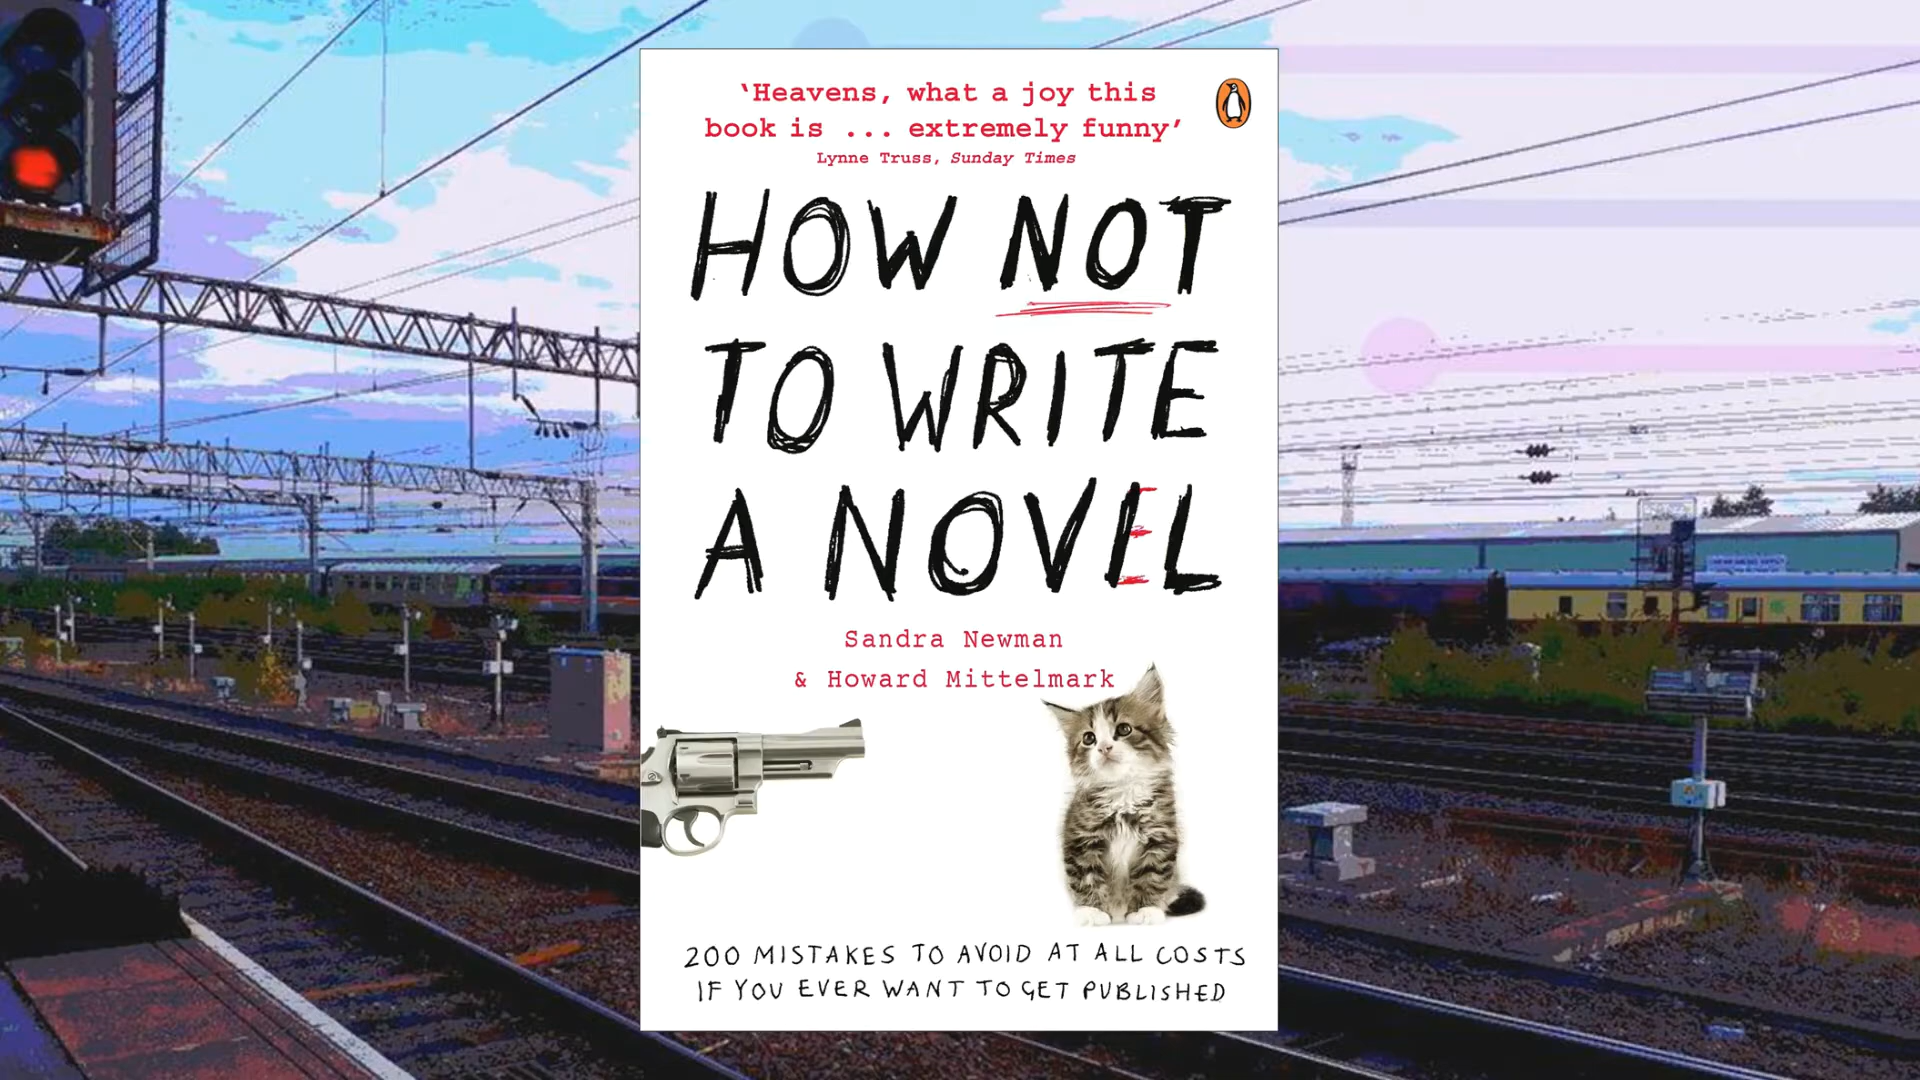 ‘Heavens, what a joy this
book is ... extremely funny’
Lynne Truss, Sunday Times
HOW NOT
TO WRITE
A NOVEL
Sandra Newman
& Howard Mittelmark
200 MISTAKES TO AVOID AT ALL COSTS
IF YOU EVER WANT TO GET PUBLISHED